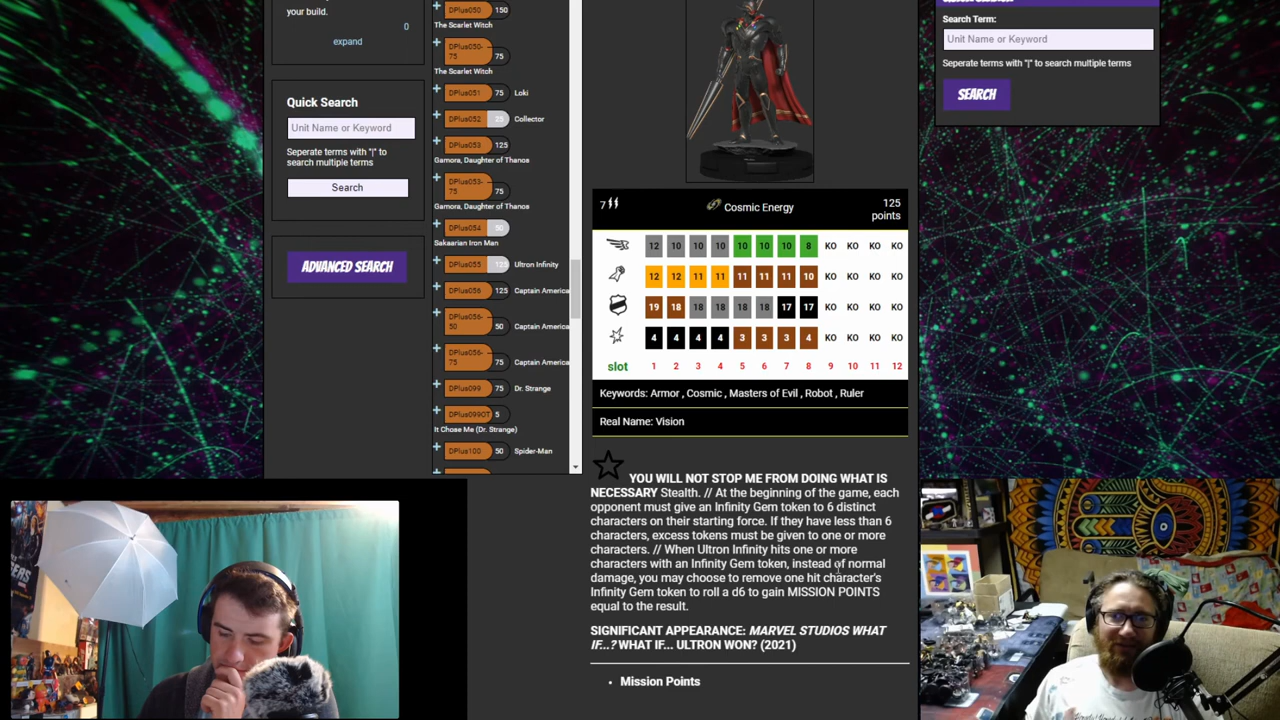 your build.
0
expand
Quick Search
Unit Name or Keyword
Seperate terms with "|" to
search multiple terms
Search
ADVANCED SEARCH
DPlus050 150
The Scarlet Witch
DPlus050-
75 75
The Scarlet Witch
DPlus051 75 Loki
DPlus052 25 Collector
DPlus053 125
Gamora, Daughter of Thanos
DPlus053-
75 75
Gamora, Daughter of Thanos
DPlus054 50
Sakaarian Iron Man
DPlus055 125 Ultron Infinity
DPlus056 125 Captain America
DPlus056-
50 50 Captain America
DPlus056-
75 75 Captain America
DPlus099 75 Dr. Strange
DPlus099OT 5
It Chose Me (Dr. Strange)
DPlus100 50 Spider-Man
7 Cosmic Energy 125
points
12 10 10 10 10 10 10 8 KO KO KO KO
12 12 11 11 11 11 11 10 KO KO KO KO
19 18 18 18 18 18 17 17 KO KO KO KO
4 4 4 4 3 3 3 4 KO KO KO KO
slot 1 2 3 4 5 6 7 8 9 10 11 12
Keywords: Armor , Cosmic , Masters of Evil , Robot , Ruler
Real Name: Vision
YOU WILL NOT STOP ME FROM DOING WHAT IS
NECESSARY Stealth. // At the beginning of the game, each
opponent must give an Infinity Gem token to 6 distinct
characters on their starting force. If they have less than 6
characters, excess tokens must be given to one or more
characters. // When Ultron Infinity hits one or more
characters with an Infinity Gem token, instead of normal
damage, you may choose to remove one hit character's
Infinity Gem token to roll a d6 to gain MISSION POINTS
equal to the result.
SIGNIFICANT APPEARANCE: MARVEL STUDIOS WHAT
IF...? WHAT IF... ULTRON WON? (2021)
• Mission Points
Search Term:
Unit Name or Keyword
Seperate terms with "|" to search multiple terms
SEARCH